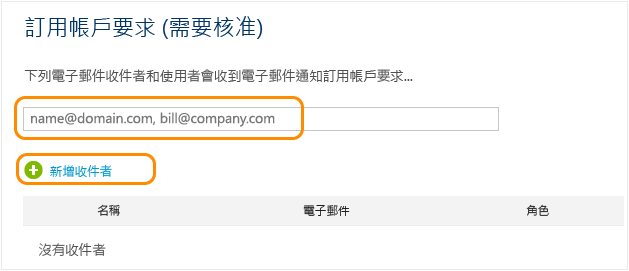 訂用帳戶要求 (需要核准)
下列電子郵件收件者和使用者會收到電子郵件通知訂用帳戶要求...
name@domain.com, bill@company.com
新增收件者
名稱 電子郵件 角色
沒有收件者